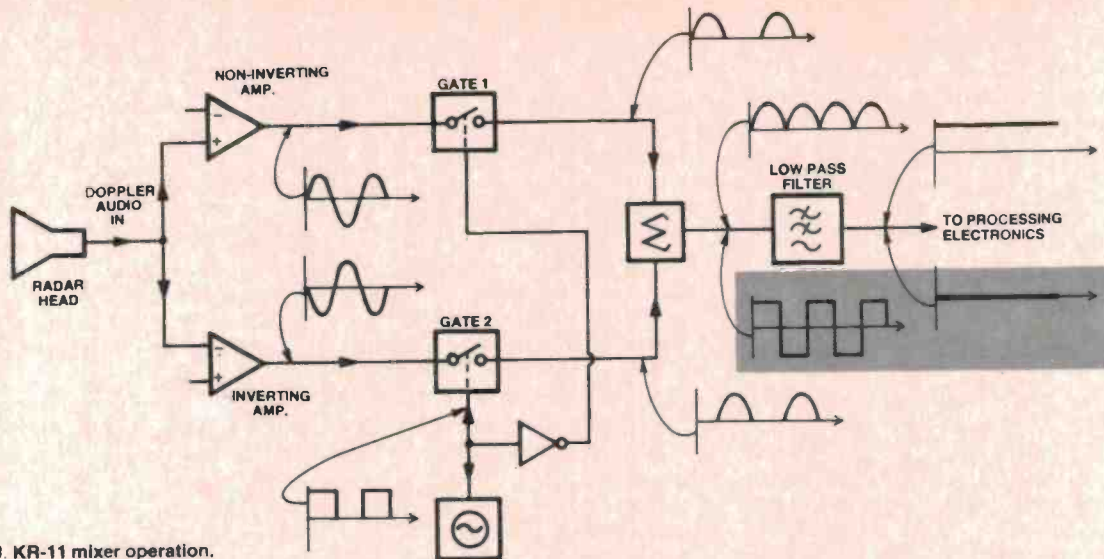 NON-INVERTING
AMP.
GATE 1
DOPPLER
AUDIO
IN
LOW PASS
FILTER
TO PROCESSING
ELECTRONICS
RADAR
HEAD
GATE 2
INVERTING
AMP.
KR-11 mixer operation.